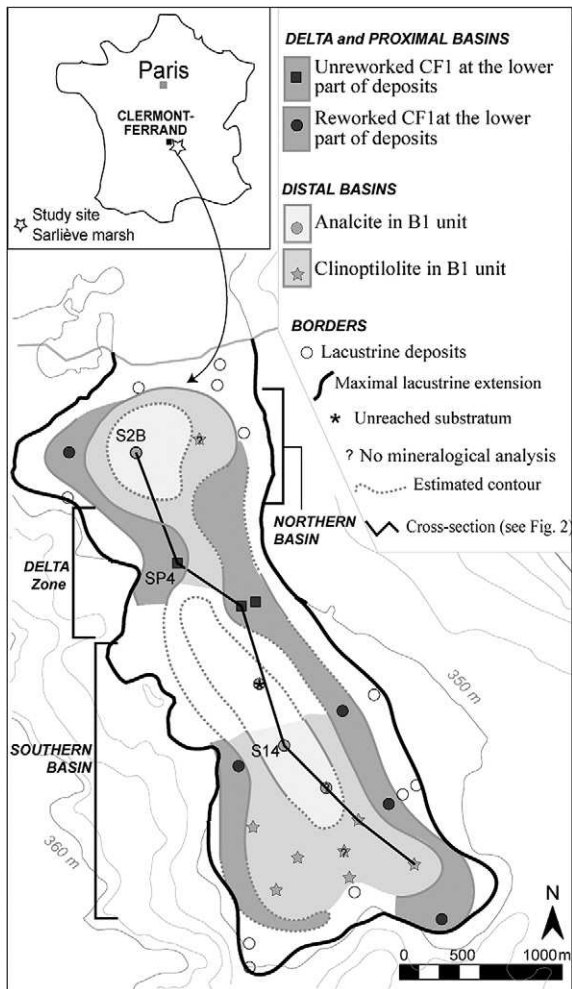 Paris
CLERMONT-
FERRAND
Study site
Sarliève marsh
DELTA and PROXIMAL BASINS
Unreworked CF1 at the lower
part of deposits
Reworked CF1at the lower
part of deposits
DISTAL BASINS
Analcite in B1 unit
Clinoptilolite in B1 unit
BORDERS
Lacustrine deposits
Maximal lacustrine extension
* Unreached substratum
? No mineralogical analysis
Estimated contour
Cross-section (see Fig. 2)
S2B
?
NORTHERN
BASIN
DELTA
Zone
SP4
350 m
SOUTHERN
BASIN
S14
?
?
360 m
N
0 500 1000m